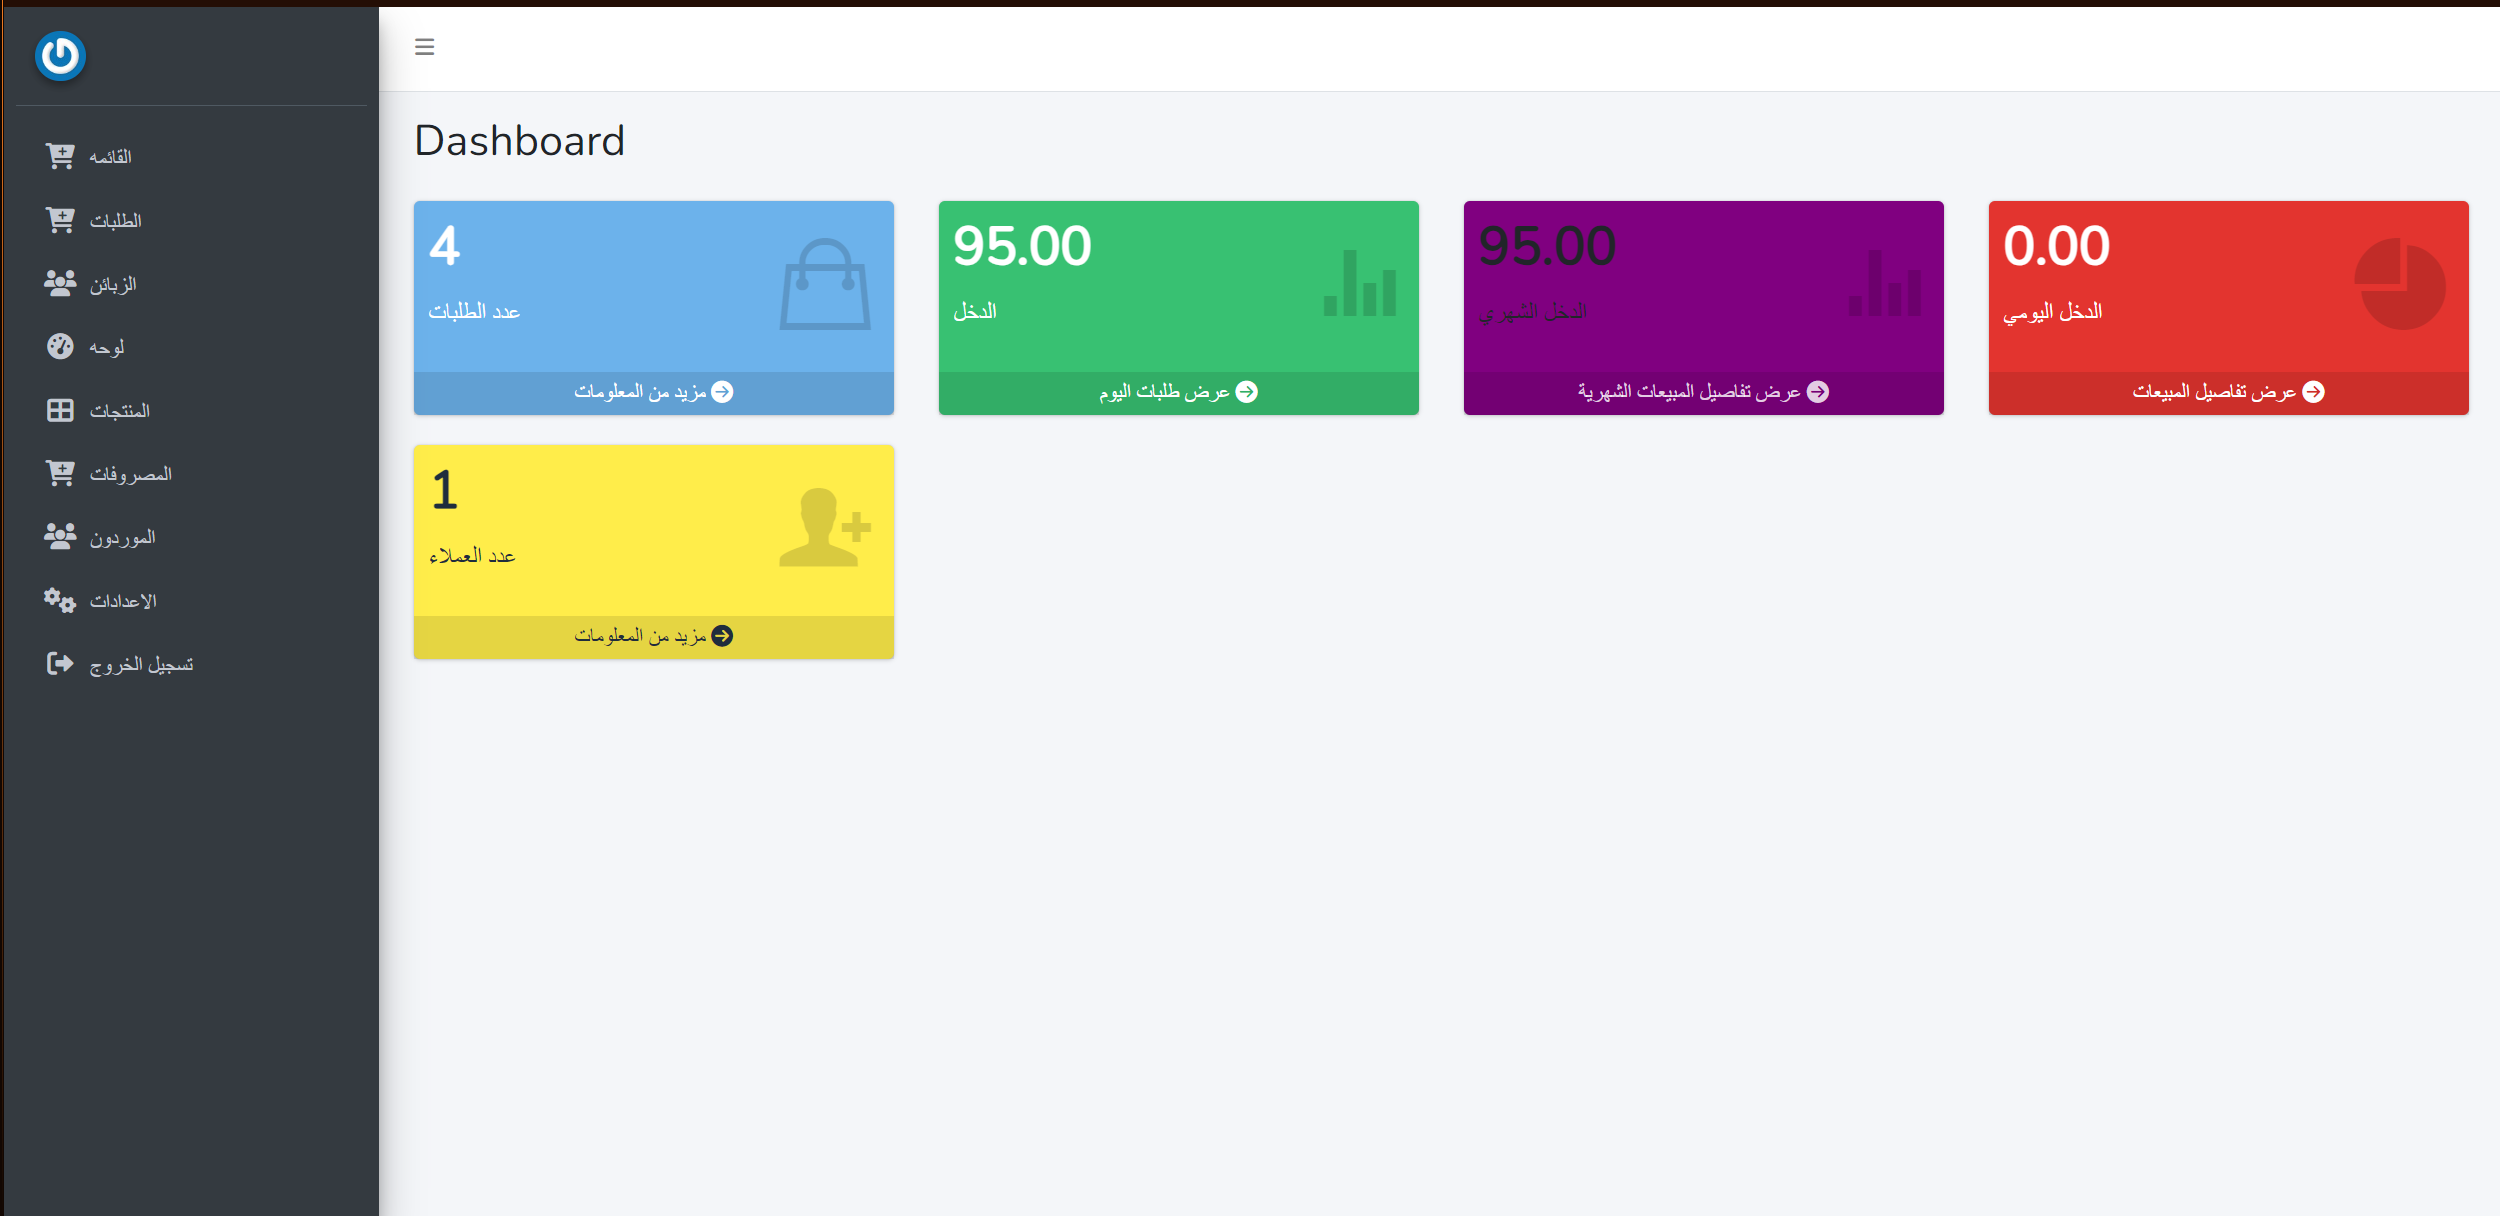 القائمه
الطلبات
الزبائن
لوحه
المنتجات
المصروفات
الموردون
الاعدادات
تسجيل الخروج
Dashboard
4
عدد الطلبات
مزيد من المعلومات
95.00
الدخل
عرض طلبات اليوم
95.00
الدخل الشهري
عرض تفاصيل المبيعات الشهرية
0.00
الدخل اليومي
عرض تفاصيل المبيعات
1
عدد العملاء
مزيد من المعلومات